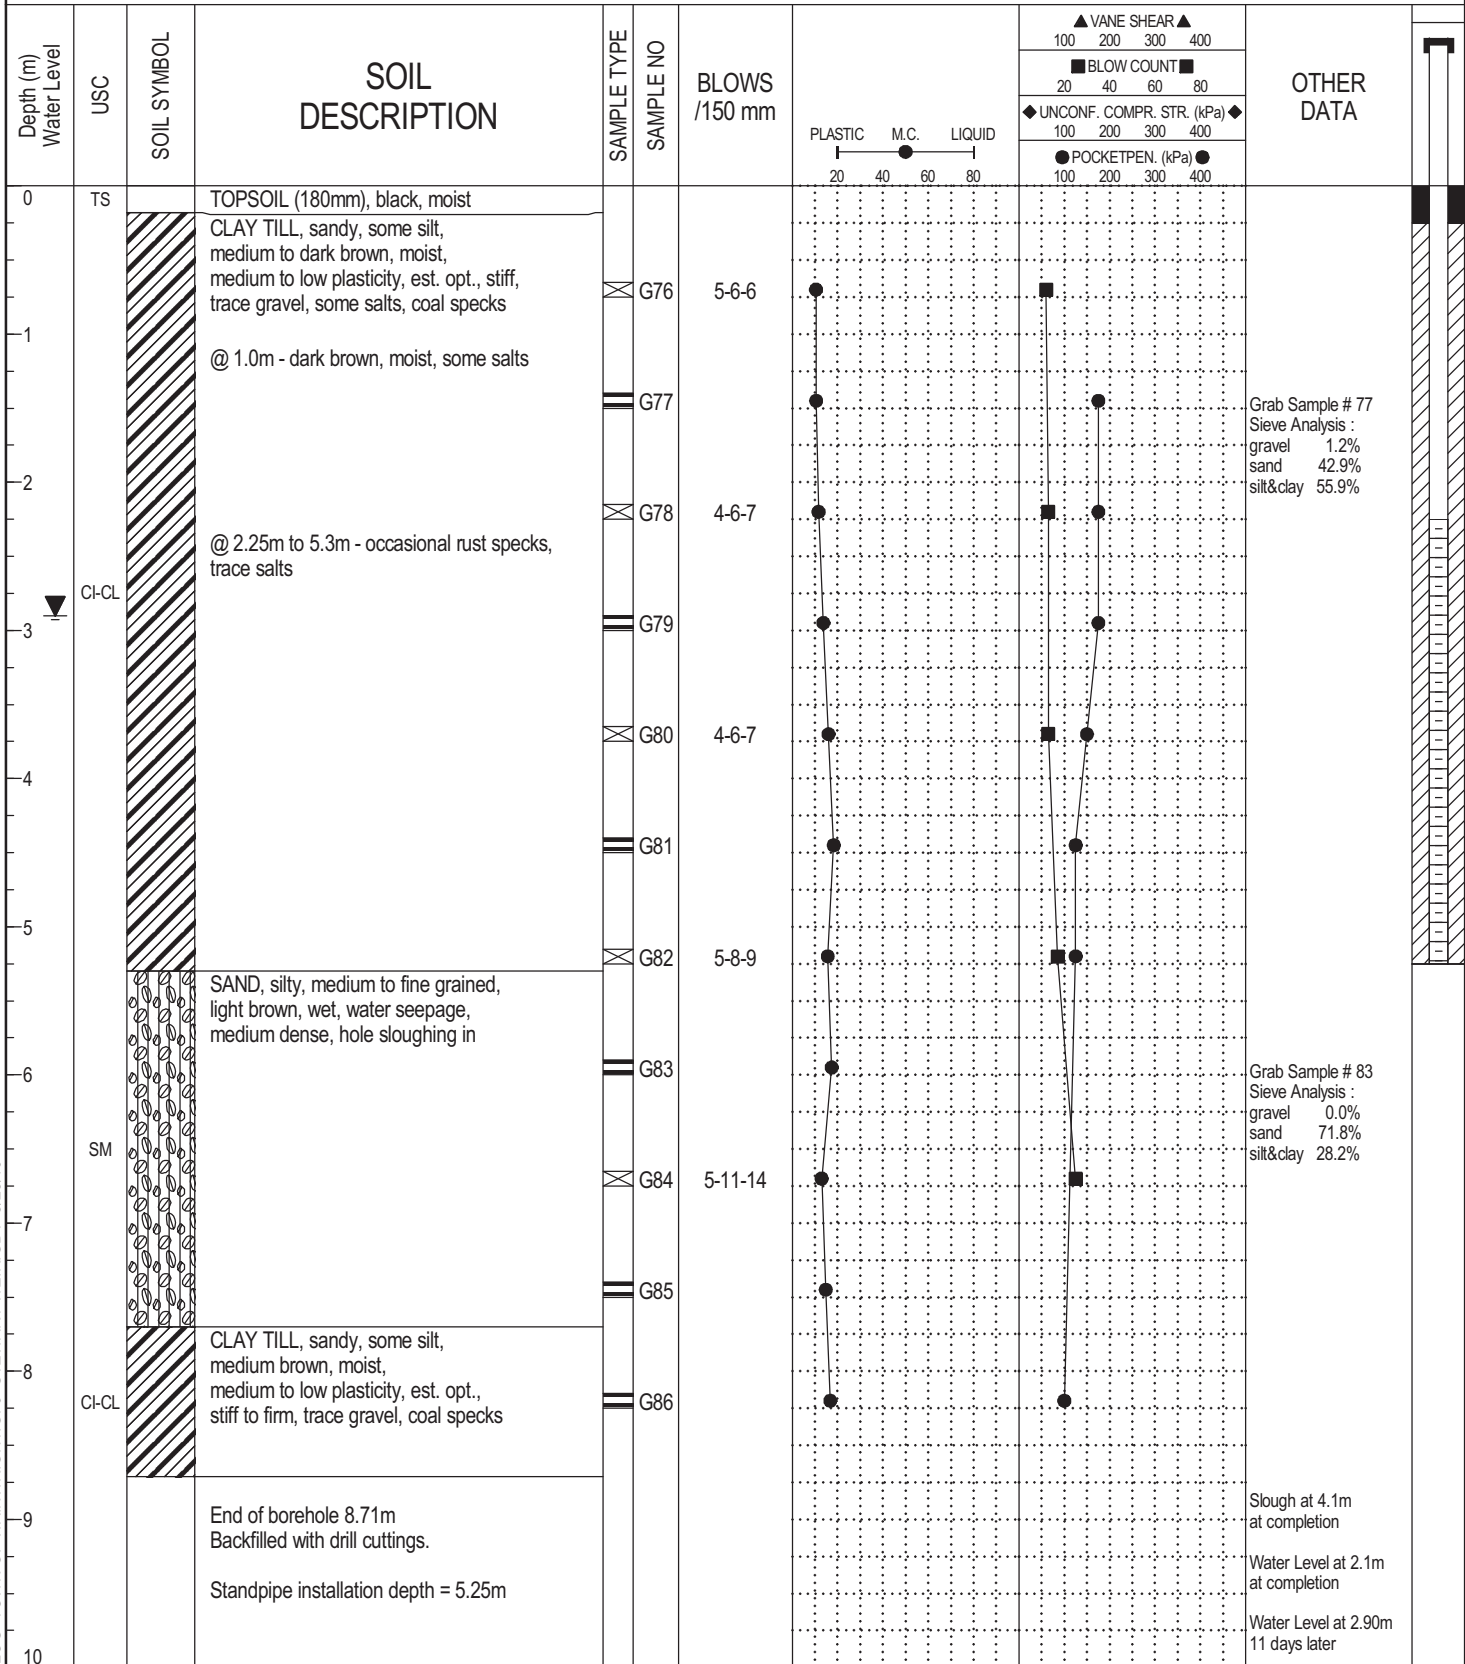 Depth (m)
Water Level
USC
SOIL SYMBOL
SOIL
DESCRIPTION
SAMPLE TYPE
SAMPLE NO
BLOWS
/150 mm
PLASTIC M.C. LIQUID
20 40 60 80
VANE SHEAR
100 200 300 400
BLOW COUNT
20 40 60 80
UNCONF. COMPR. STR. (kPa)
100 200 300 400
POCKETPEN. (kPa)
100 200 300 400
OTHER
DATA
0 TS TOPSOIL (180mm), black, moist
CLAY TILL, sandy, some silt,
medium to dark brown, moist,
medium to low plasticity, est. opt., stiff,
trace gravel, some salts, coal specks
G76 5-6-6
1
@ 1.0m - dark brown, moist, some salts
G77
Grab Sample # 77
Sieve Analysis :
gravel 1.2%
sand 42.9%
silt&clay 55.9%
2
G78 4-6-7
@ 2.25m to 5.3m - occasional rust specks,
trace salts
CI-CL
3
G79
G80 4-6-7
4
G81
5
G82 5-8-9
SAND, silty, medium to fine grained,
light brown, wet, water seepage,
medium dense, hole sloughing in
6
G83
Grab Sample # 83
Sieve Analysis :
gravel 0.0%
sand 71.8%
silt&clay 28.2%
SM
G84 5-11-14
7
G85
CLAY TILL, sandy, some silt,
medium brown, moist,
medium to low plasticity, est. opt.,
stiff to firm, trace gravel, coal specks
8
CI-CL
G86
End of borehole 8.71m
Backfilled with drill cuttings.
Standpipe installation depth = 5.25m
9
Slough at 4.1m
at completion
Water Level at 2.1m
at completion
Water Level at 2.90m
11 days later
10